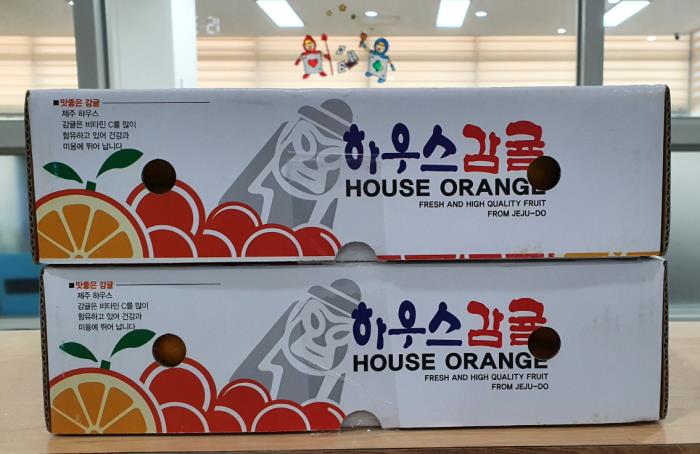 ■맛좋은 감귤
제주 하우스
감귤은 비타민 C를 많이
함유하고 있어 건강과
미용에 뛰어 납니다.
하우스감귤
HOUSE ORANGE
FRESH AND HIGH QUALITY FRUIT
FROM JEJU-DO
■맛좋은 감귤
제주 하우스
감귤은 비타민 C를 많이
함유하고 있어 건강과
미용에 뛰어 납니다.
하우스감귤
HOUSE ORANGE
FRESH AND HIGH QUALITY FRUIT
FROM JEJU-DO